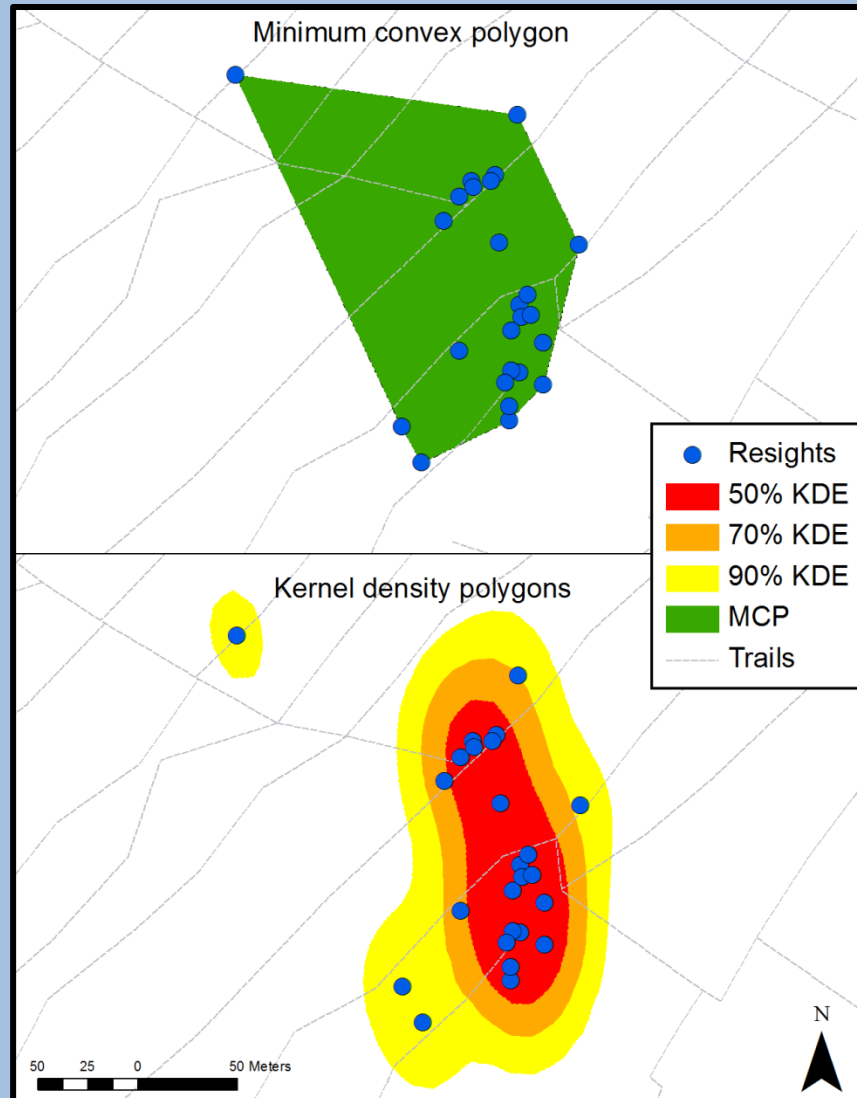 Minimum convex polygon
Resights
50% KDE
70% KDE
90% KDE
MCP
Trails
Kernel density polygons
N
50 25 0 50 Meters